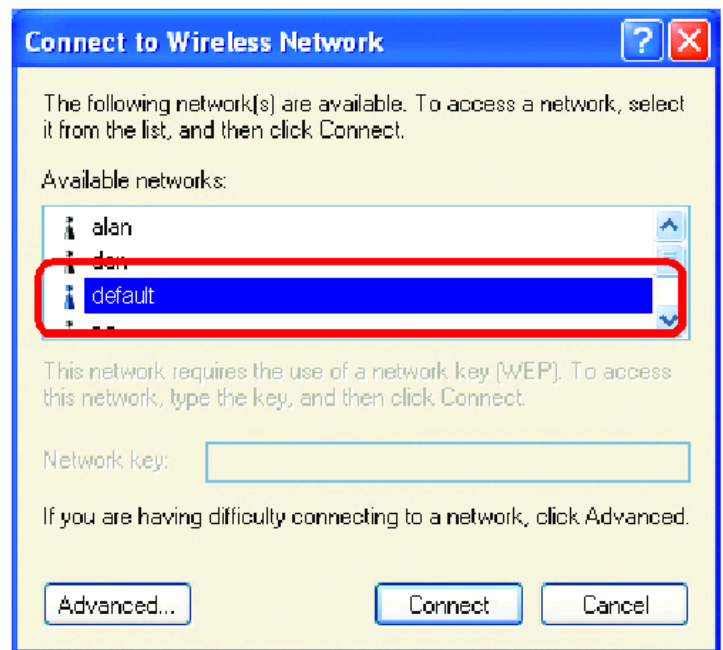 Connect to Wireless Network
The following network(s) are available. To access a network, select
it from the list, and then click Connect.
Available networks:
alan
default
This network requires the use of a network key (WEP). To access
this network, type the key, and then click Connect.
Network key:
If you are having difficulty connecting to a network, click Advanced.
Advanced...
Connect
Cancel